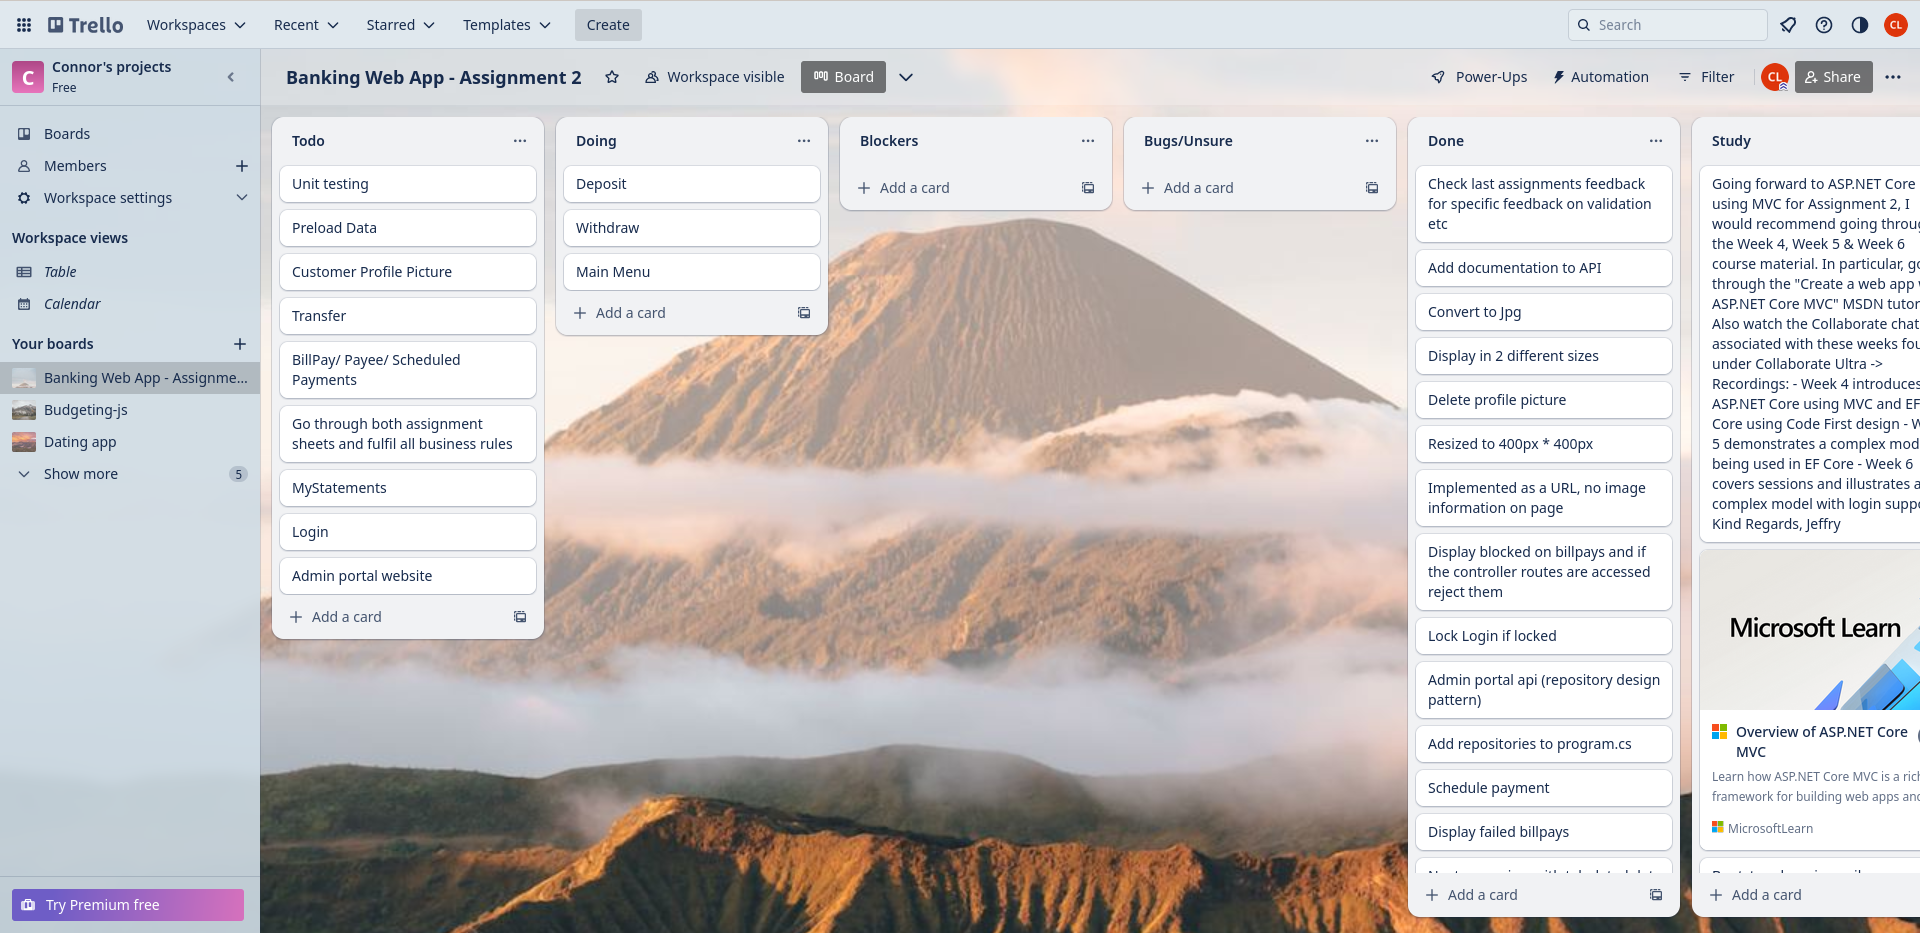 Trello
Workspaces
Recent
Starred
Templates
Create
Search
CL
C
Connor's projects
Free
Boards
Members
Workspace settings
Workspace views
Table
Calendar
Your boards
Banking Web App - Assignme...
Budgeting-js
Dating app
Show more
5
Try Premium free
Banking Web App - Assignment 2
Workspace visible
Board
Power-Ups
Automation
Filter
CL
Share
Todo
Unit testing
Preload Data
Customer Profile Picture
Transfer
BillPay/ Payee/ Scheduled
Payments
Go through both assignment
sheets and fulfil all business rules
MyStatements
Login
Admin portal website
Add a card
Doing
Deposit
Withdraw
Main Menu
Add a card
Blockers
Add a card
Bugs/Unsure
Add a card
Done
Check last assignments feedback
for specific feedback on validation
etc
Add documentation to API
Convert to Jpg
Display in 2 different sizes
Delete profile picture
Resized to 400px * 400px
Implemented as a URL, no image
information on page
Display blocked on billpays and if
the controller routes are accessed
reject them
Lock Login if locked
Admin portal api (repository design
pattern)
Add repositories to program.cs
Schedule payment
Display failed billpays
Add a card
Study
Going forward to ASP.NET Core
using MVC for Assignment 2, I
would recommend going throug
the Week 4, Week 5 & Week 6
course material. In particular, go
through the "Create a web app
ASP.NET Core MVC" MSDN tutor
Also watch the Collaborate chat
associated with these weeks fou
under Collaborate Ultra ->
Recordings: - Week 4 introduces
ASP.NET Core using MVC and EF
Core using Code First design - W
5 demonstrates a complex mod
being used in EF Core - Week 6
covers sessions and illustrates a
complex model with login suppo
Kind Regards, Jeffry
Microsoft Learn
Overview of ASP.NET Core
MVC
Learn how ASP.NET Core MVC is a rich
framework for building web apps and
MicrosoftLearn
Add a card